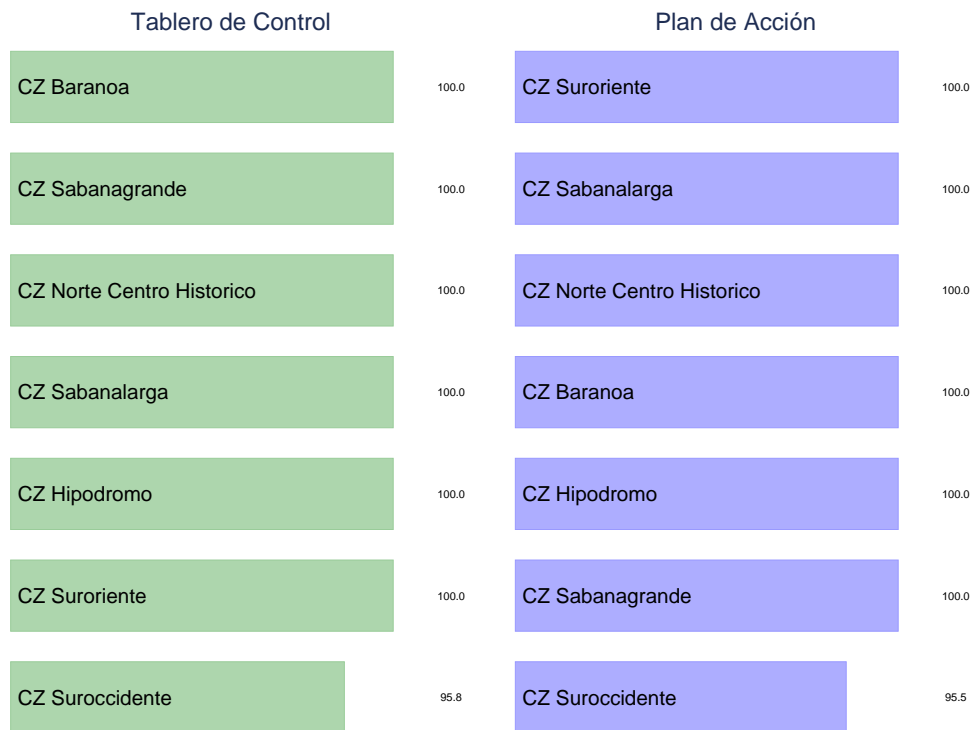 Tablero de Control
CZ Baranoa 100.0
CZ Sabanagrande 100.0
CZ Norte Centro Historico 100.0
CZ Sabanalarga 100.0
CZ Hipodromo 100.0
CZ Suroriente 100.0
CZ Suroccidente 95.8
Plan de Acción
CZ Suroriente 100.0
CZ Sabanalarga 100.0
CZ Norte Centro Historico 100.0
CZ Baranoa 100.0
CZ Hipodromo 100.0
CZ Sabanagrande 100.0
CZ Suroccidente 95.5